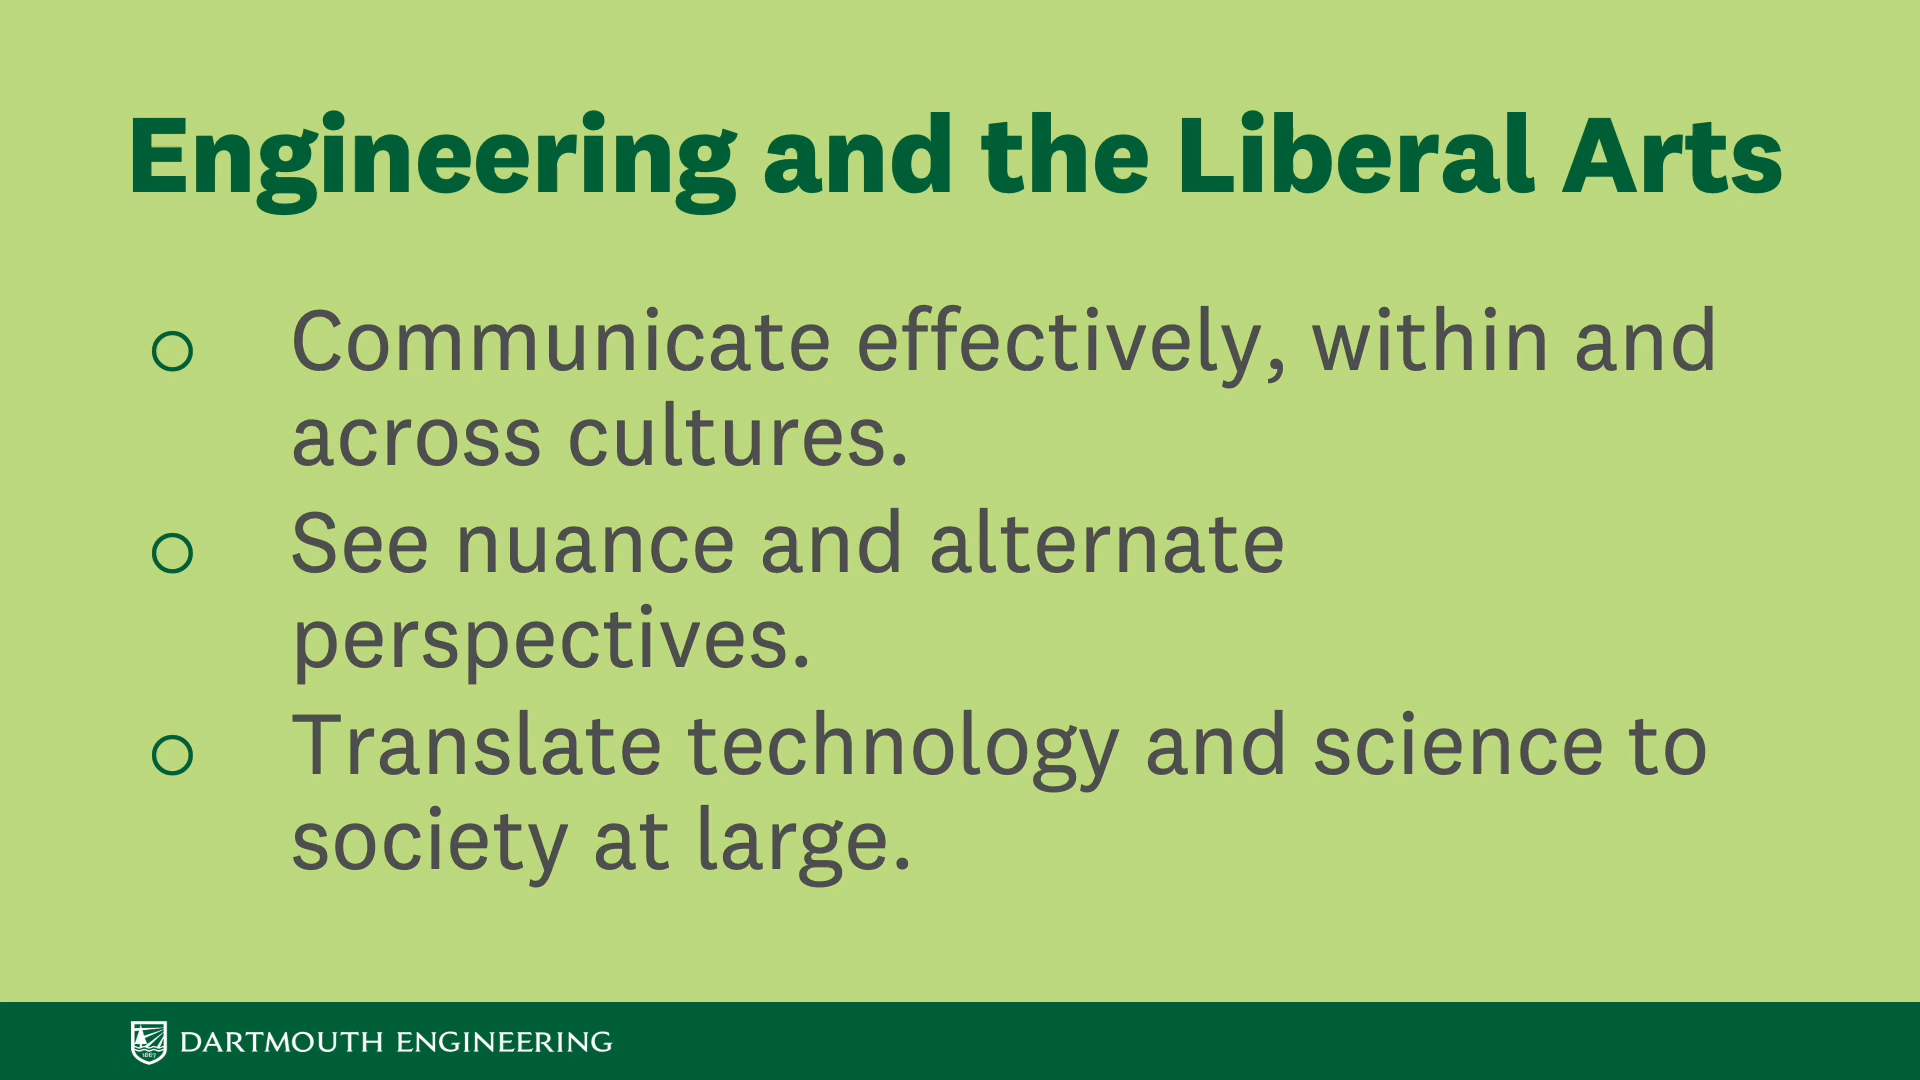 Engineering and the Liberal Arts
Communicate effectively, within and
across cultures.
See nuance and alternate
perspectives.
Translate technology and science to
society at large.
1867
DARTMOUTH ENGINEERING